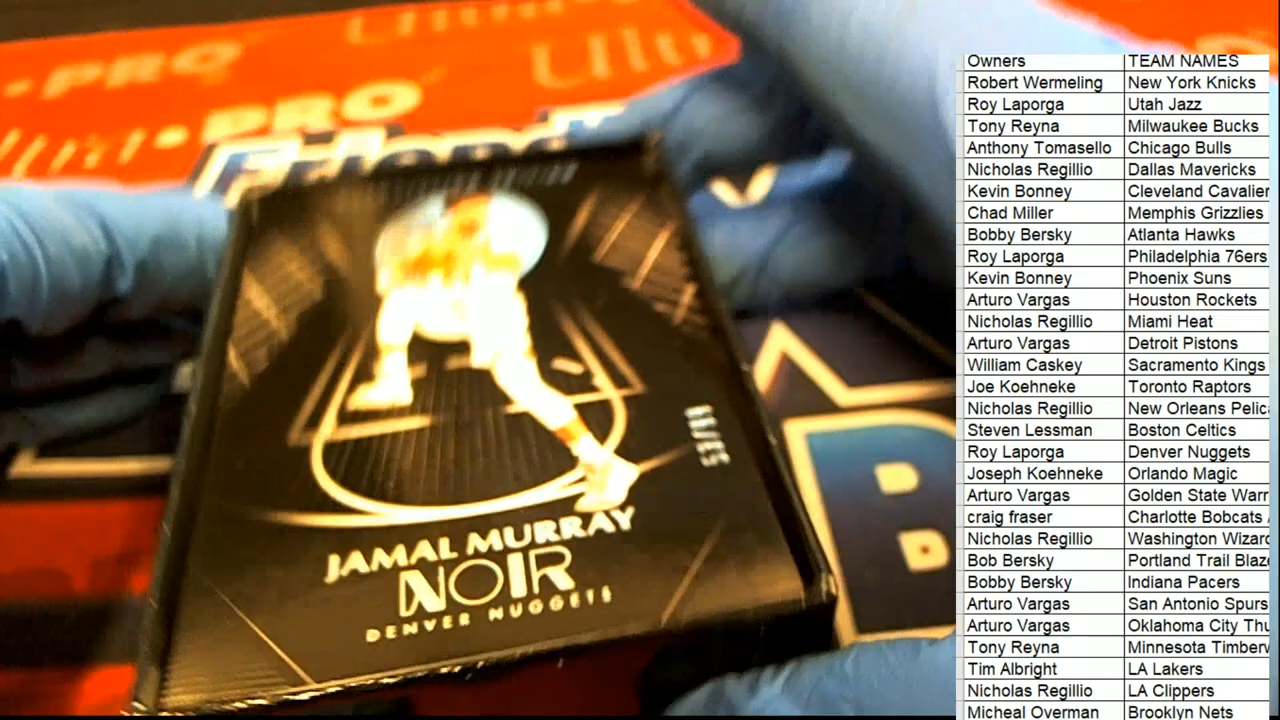 PRO
Ultra
PRO
JAMAL MURRAY
NOIR
DENVER NUGGETS
B
Owners TEAM NAMES
Robert Wermeling New York Knicks
Roy Laporga Utah Jazz
Tony Reyna Milwaukee Bucks
Anthony Tomasello Chicago Bulls
Nicholas Regillio Dallas Mavericks
Kevin Bonney Cleveland Cavalier
Chad Miller Memphis Grizzlies
Bobby Bersky Atlanta Hawks
Roy Laporga Philadelphia 76ers
Kevin Bonney Phoenix Suns
Arturo Vargas Houston Rockets
Nicholas Regillio Miami Heat
Arturo Vargas Detroit Pistons
William Caskey Sacramento Kings
Joe Koehneke Toronto Raptors
Nicholas Regillio New Orleans Pelic
Steven Lessman Boston Celtics
Roy Laporga Denver Nuggets
Joseph Koehneke Orlando Magic
Arturo Vargas Golden State Warr
craig fraser Charlotte Bobcats
Nicholas Regillio Washington Wizard
Bob Bersky Portland Trail Blaze
Bobby Bersky Indiana Pacers
Arturo Vargas San Antonio Spurs
Arturo Vargas Oklahoma City Thu
Tony Reyna Minnesota Timberw
Tim Albright LA Lakers
Nicholas Regillio LA Clippers
Micheal Overman Brooklyn Nets